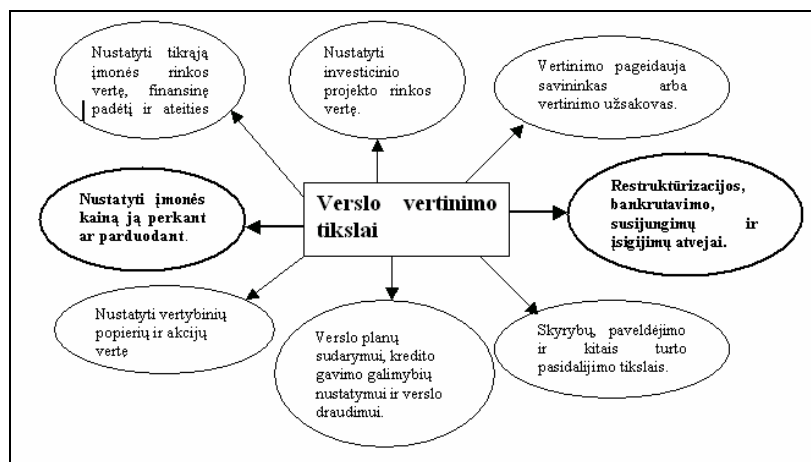 Nustatyti tikrąją
įmonės rinkos
vertę, finansinę
padėtį ir ateities
Nustatyti
investicinio
projekto rinkos
vertę.
Vertinimo pageidauja
savininkas arba
vertinimo užsakovas.
Nustatyti įmonės
kainą ją perkant
ar parduodant.
Verslo vertinimo
tikslai
Restruktūrizacijos,
bankrutavimo,
susijungimų ir
įsigijimų atvejai.
Nustatyti vertybinių
popierių ir akcijų
vertę
Verslo planų
sudarymui, kredito
gavimo galimybių
nustatymui ir verslo
draudimui.
Skyrybų, paveldėjimo
ir kitais turto
pasidalijimo tikslais.